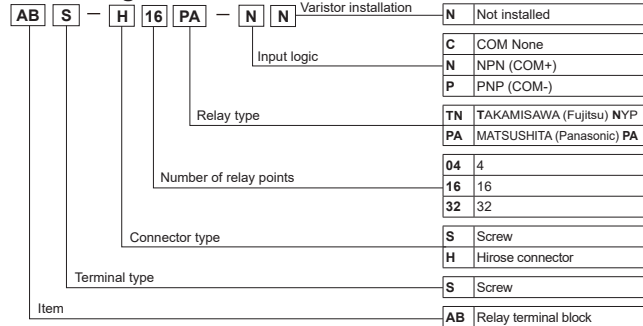 AB S – H 16 PA – N N Varistor installation N Not installed
Input logic
C COM None
N NPN (COM+)
P PNP (COM-)
Relay type
TN TAKAMISAWA (Fujitsu) NYP
PA MATSUSHITA (Panasonic) PA
Number of relay points
04 4
16 16
32 32
Connector type
S Screw
H Hirose connector
Terminal type
S Screw
Item
AB Relay terminal block